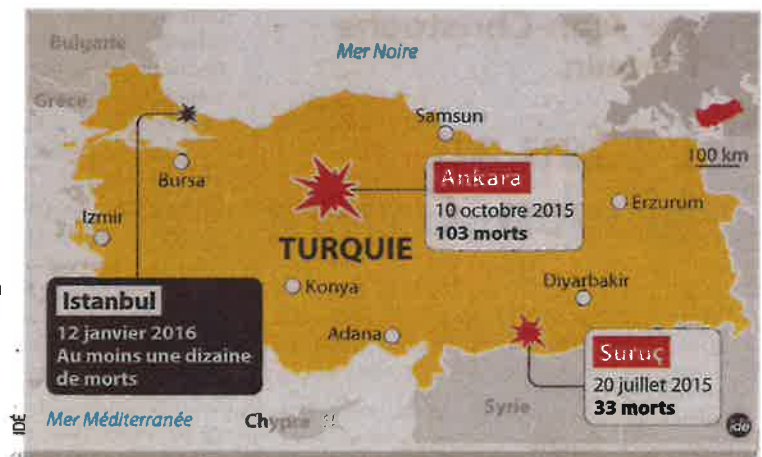 Bulgarie
Mer Noire
Grèce
Samsun
100 km
Bursa
Ankara
10 octobre 2015
103 morts
Erzurum
Izmir
TURQUIE
Konya
Diyarbakir
Istanbul
12 janvier 2016
Au moins une dizaine
de morts
Adana
Suruç
20 juillet 2015
33 morts
Syrie
Mer Méditerranée
Chypre
IDÉ
ide